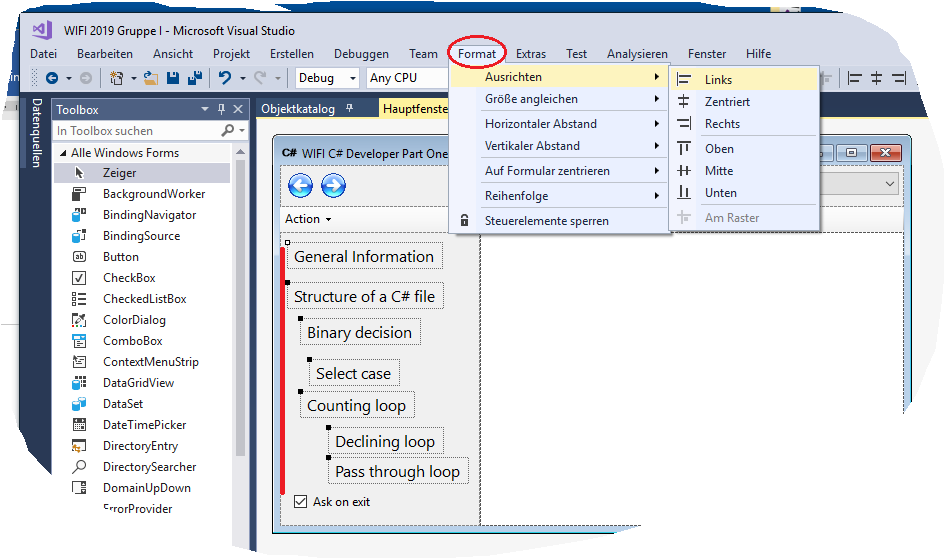 WIFI 2019 Gruppe I - Microsoft Visual Studio
Datei Bearbeiten Ansicht Projekt Erstellen Debuggen Team Format Extras Test Analysieren Fenster Hilfe
Debug Any CPU
Ausrichten
Größe angleichen
Horizontaler Abstand
Vertikaler Abstand
Auf Formular zentrieren
Reihenfolge
Steuerelemente sperren
Links
Zentriert
Rechts
Oben
Mitte
Unten
Am Raster
Datenquellen
Toolbox
In Toolbox suchen
Alle Windows Forms
Zeiger
BackgroundWorker
BindingNavigator
BindingSource
Button
CheckBox
CheckedListBox
ColorDialog
ComboBox
ContextMenuStrip
DataGridView
DataSet
DateTimePicker
DirectoryEntry
DirectorySearcher
DomainUpDown
ErrorProvider
Objektkatalog Hauptfenste
C# WIFI C# Developer Part One
Action
General Information
Structure of a C# file
Binary decision
Select case
Counting loop
Declining loop
Pass through loop
Ask on exit